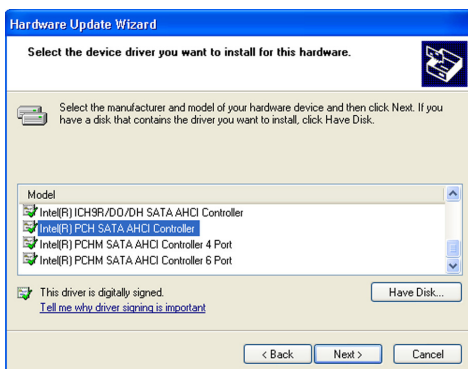 Hardware Update Wizard
Select the device driver you want to install for this hardware.
Select the manufacturer and model of your hardware device and then click Next. If you
have a disk that contains the driver you want to install, click Have Disk.
Model
Intel(R) ICH9R/DO/DH SATA AHCI Controller
Intel(R) PCH SATA AHCI Controller
Intel(R) PCHM SATA AHCI Controller 4 Port
Intel(R) PCHM SATA AHCI Controller 6 Port
This driver is digitally signed.
Have Disk...
Tell me why driver signing is important
< Back
Next >
Cancel